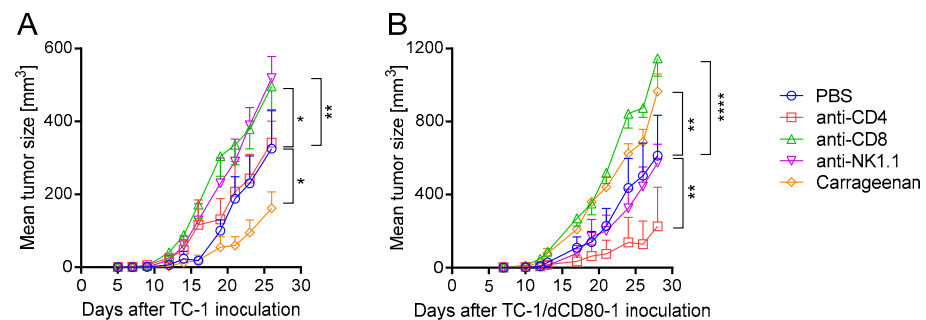 A
Mean tumor size [mm³]
600
400
200
0
0 5 10 15 20 25 30
Days after TC-1 inoculation
*
*
**
B
Mean tumor size [mm³]
1200
800
400
0
0 5 10 15 20 25 30
Days after TC-1/dCD80-1 inoculation
**
**
****
PBS
anti-CD4
anti-CD8
anti-NK1.1
Carrageenan